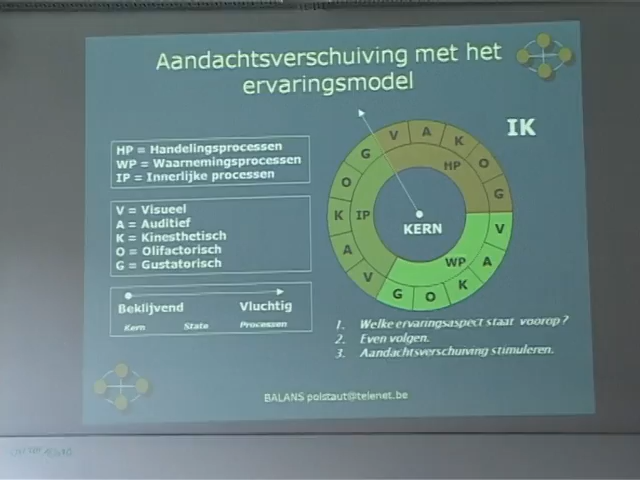 Aandachtsverschuiving met het
ervaringsmodel
IK
HP = Handelingsprocessen
WP = Waarnemingsprocessen
IP = Innerlijke processen
V = Visueel
A = Auditief
K = Kinesthetisch
O = Olifactorisch
G = Gustatorisch
Beklijvend Vluchtig
Kern State Processen
V A K O G
HP
V A K O G
WP
V A K O G
IP
KERN
1. Welke ervaringsaspect staat voorop?
2. Even volgen.
3. Aandachtsverschuiving stimuleren.
BALANS polstaut@telenet.be